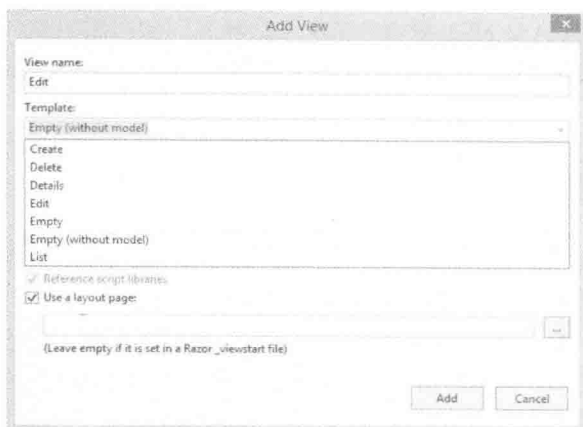 Add View
View name:
Edit
Template:
Empty (without model)
Create
Delete
Details
Edit
Empty
Empty (without model)
List
Reference script libraries
Use a layout page:
...
(Leave empty if it is set in a Razor _viewstart file)
Add Cancel